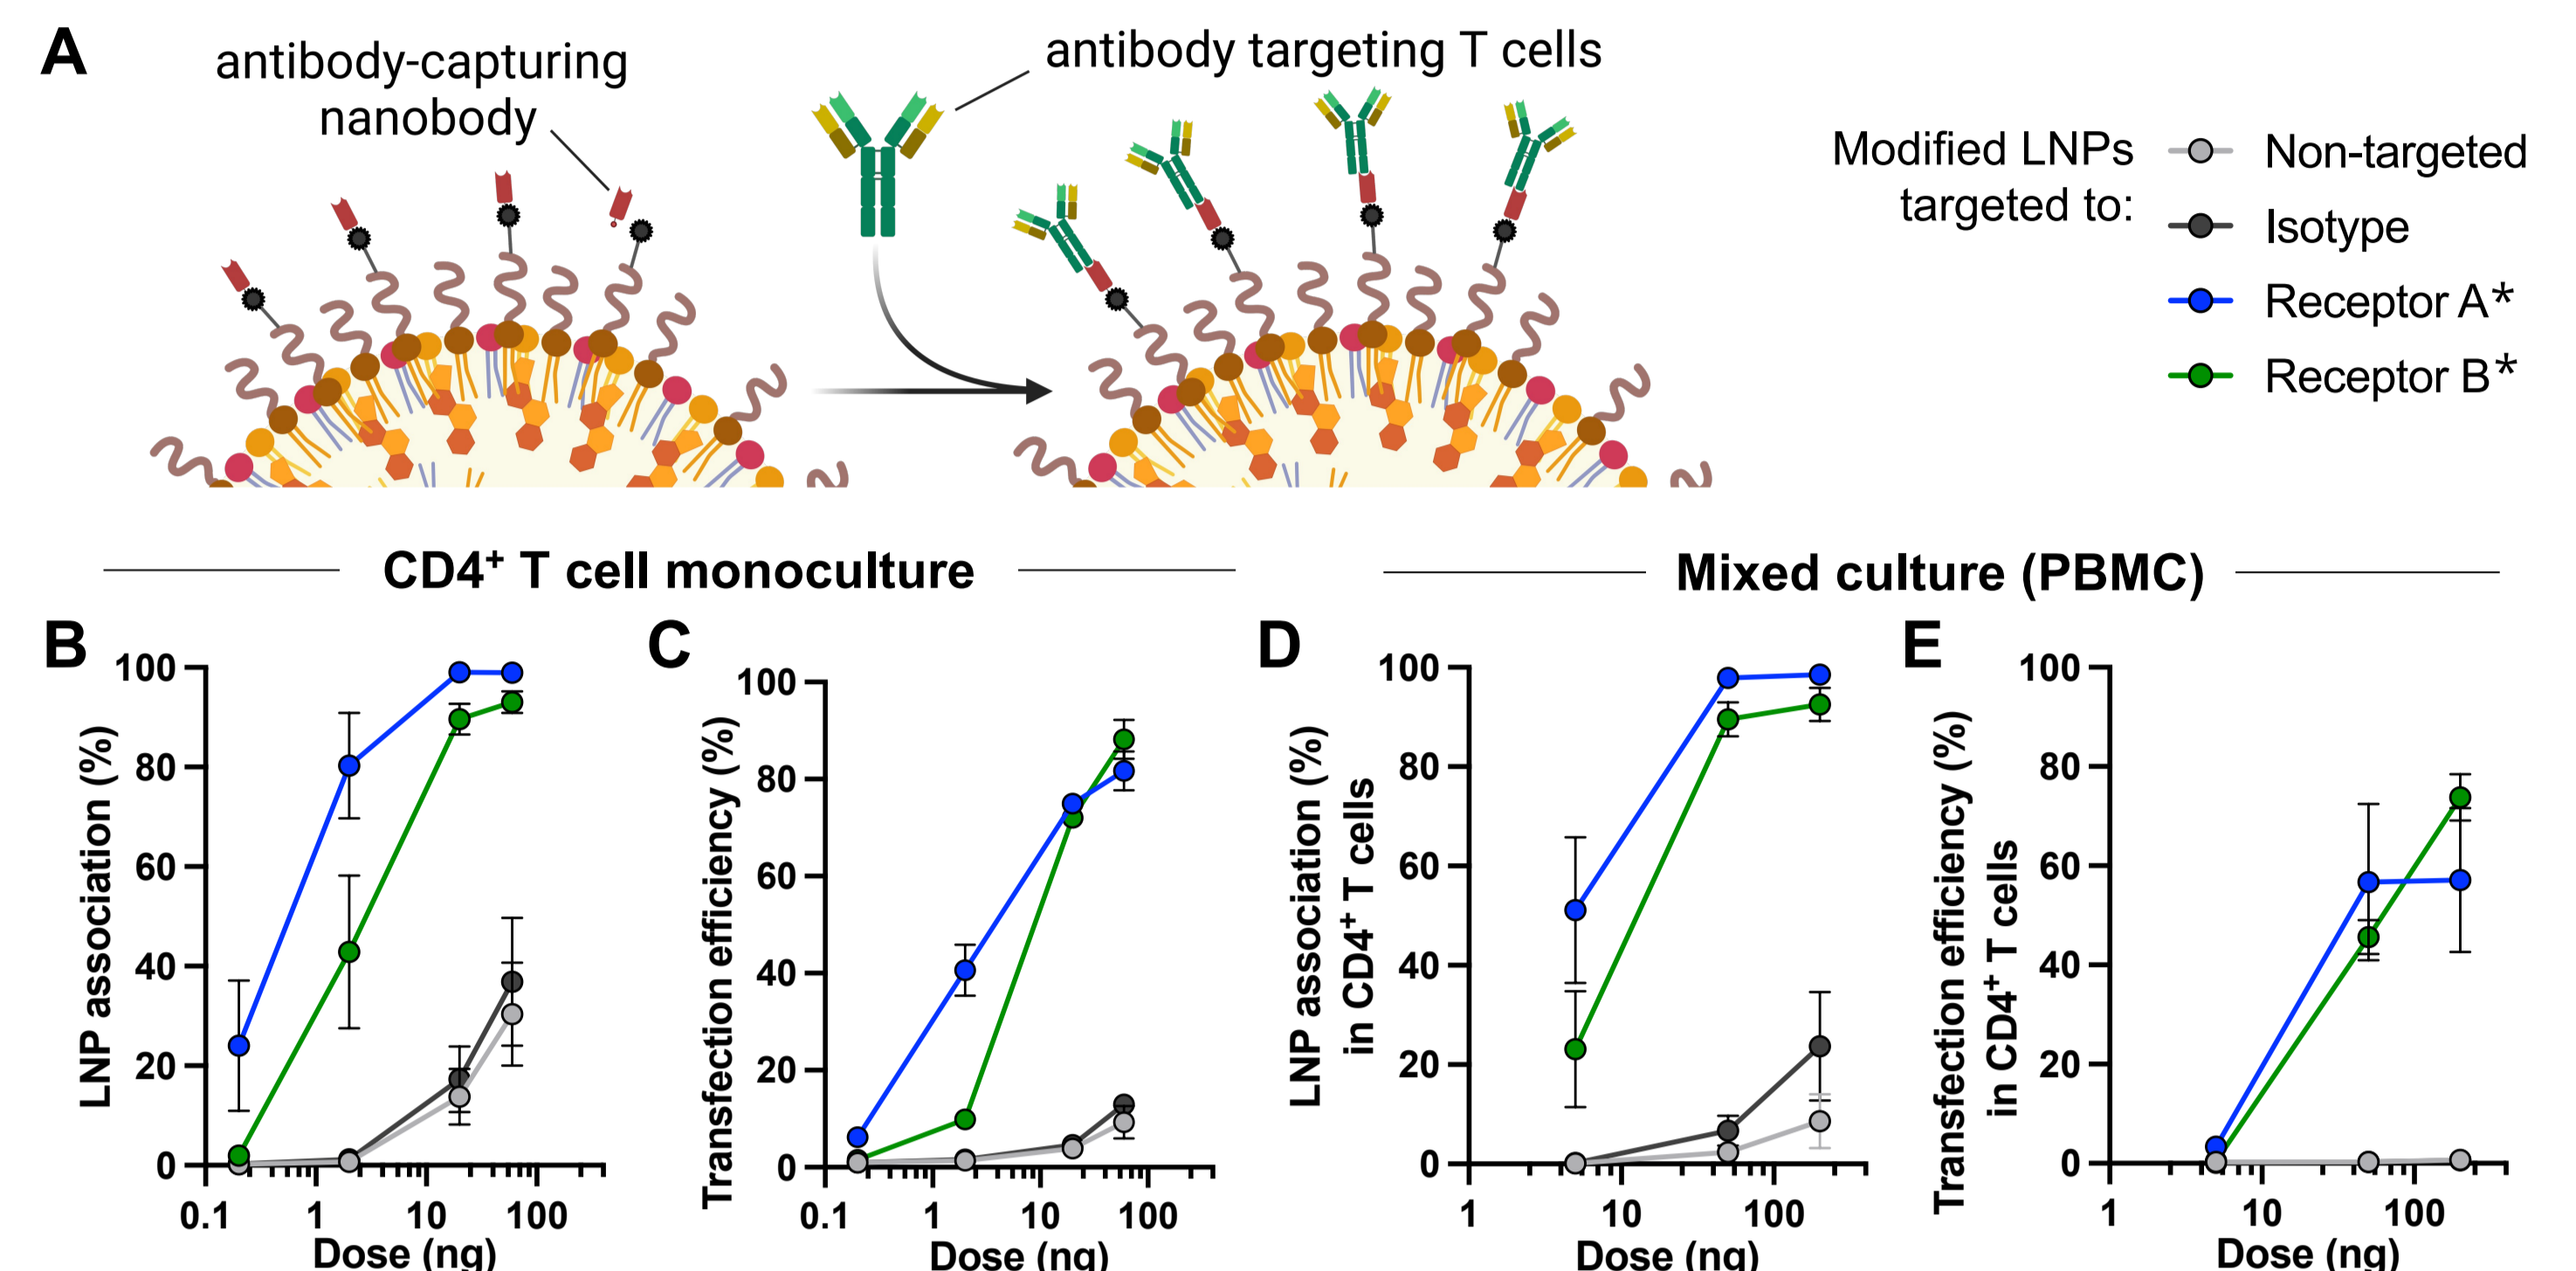 A
antibody-capturing
nanobody
antibody targeting T cells
Modified LNPs
targeted to:
Non-targeted
Isotype
Receptor A*
Receptor B*
CD4⁺ T cell monoculture
Mixed culture (PBMC)
B
LNP association (%)
100
80
60
40
20
0
0.1 1 10 100
Dose (ng)
C
Transfection efficiency (%)
100
80
60
40
20
0
0.1 1 10 100
Dose (ng)
D
LNP association (%)
in CD4⁺ T cells
100
80
60
40
20
0
1 10 100
Dose (ng)
E
Transfection efficiency (%)
in CD4⁺ T cells
100
80
60
40
20
0
1 10 100
Dose (ng)